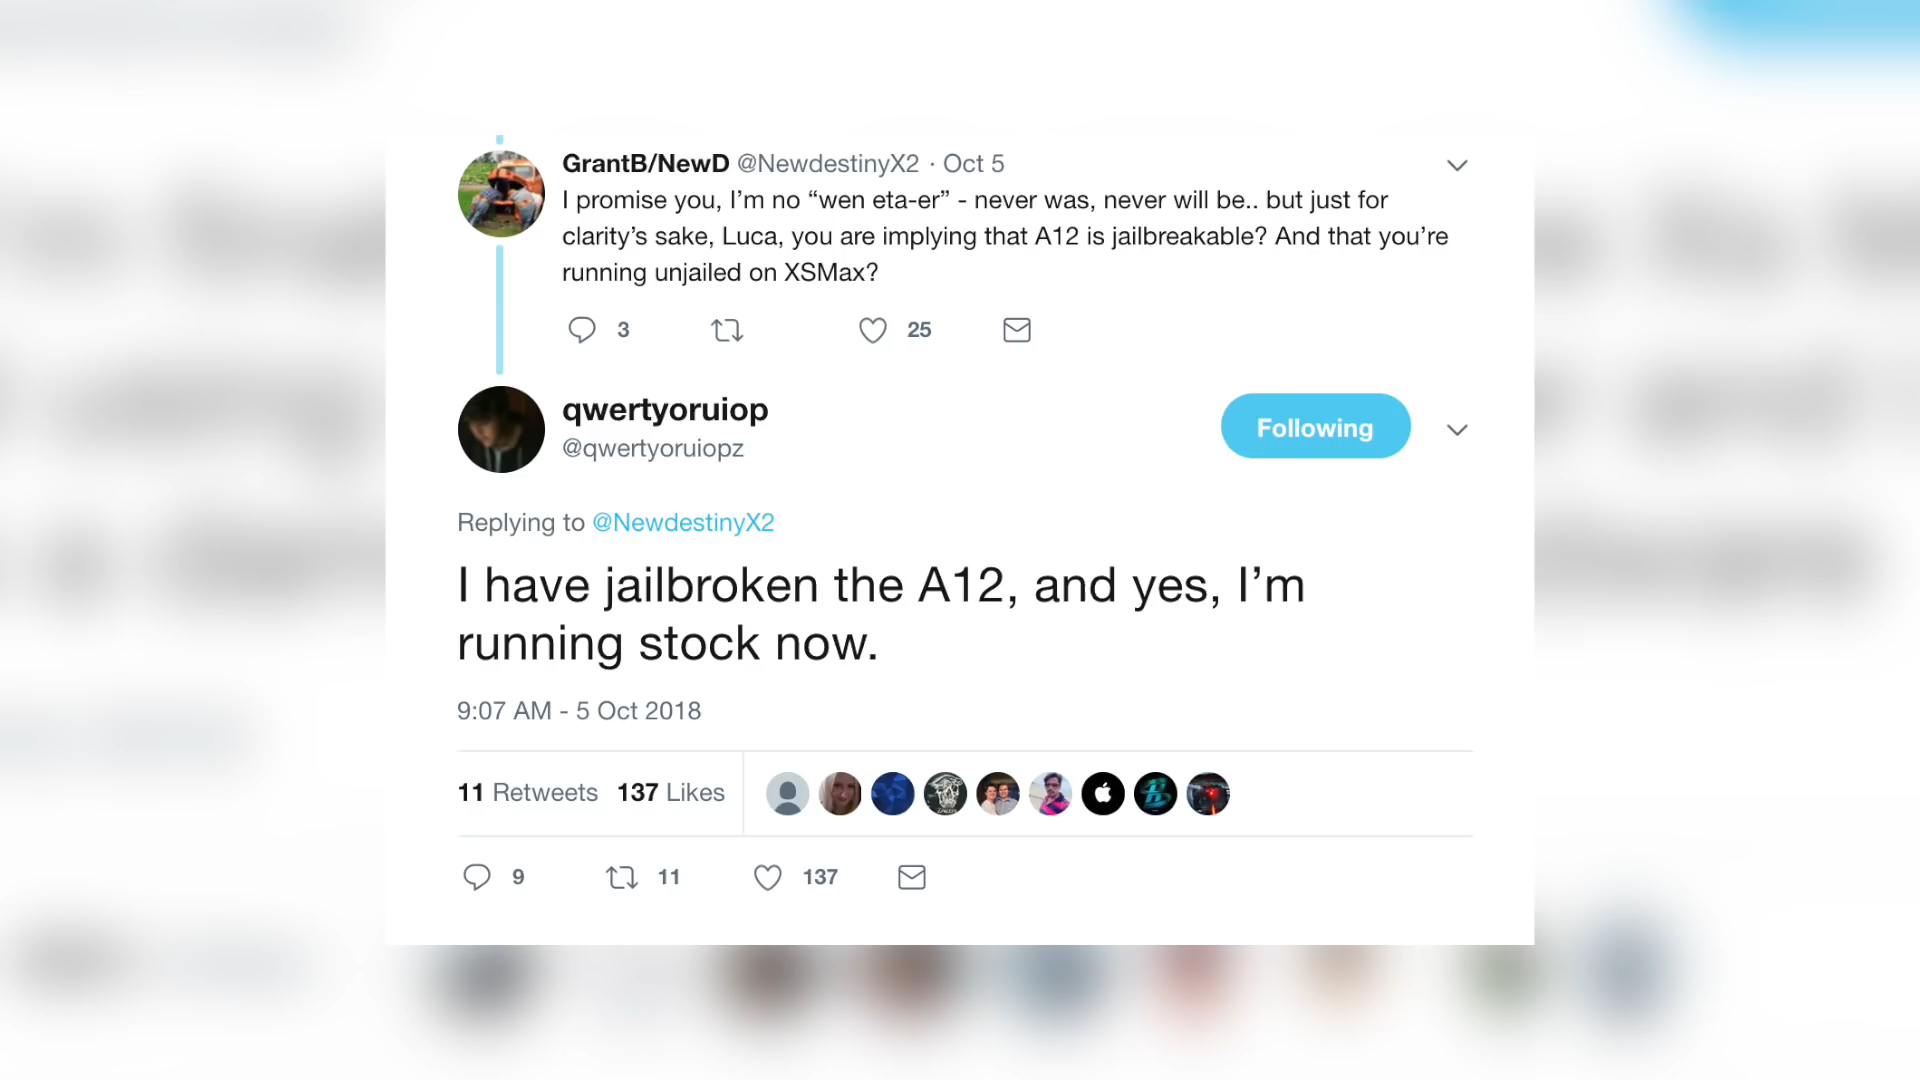 GrantB/NewD @NewdestinyX2 · Oct 5
I promise you, I’m no “wen eta-er” - never was, never will be.. but just for
clarity’s sake, Luca, you are implying that A12 is jailbreakable? And that you’re
running unjailed on XSMax?
3 25
qwertyoruiop
Following
@qwertyoruiopz
Replying to @NewdestinyX2
I have jailbroken the A12, and yes, I’m
running stock now.
9:07 AM - 5 Oct 2018
11 Retweets 137 Likes
9 11 137